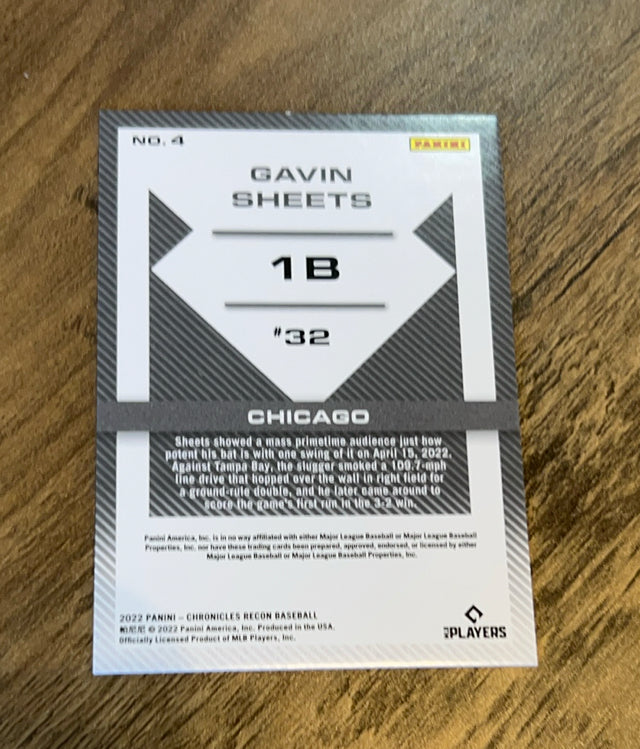 NO. 4
PANINI
GAVIN
SHEETS
1B
#32
CHICAGO
Sheets showed a mass primetime audience just how
potent his bat is with one swing of it on April 15, 2022.
Against Tampa Bay, the slugger smoked a 109.7-mph
line drive that hopped over the wall in right field for
a ground-rule double, and he later came around to
score the game's first run in the 3-2 win.
Panini America, Inc. is in no way affiliated with either Major League Baseball or Major League Baseball
Properties, Inc. nor have these trading cards been prepared, approved, endorsed, or licensed by either
Major League Baseball or Major League Baseball Properties, Inc.
2022 PANINI – CHRONICLES RECON BASEBALL
帕尼尼 © 2022 Panini America, Inc. Produced in the USA.
Officially Licensed Product of MLB Players, Inc.
MLB PLAYERS